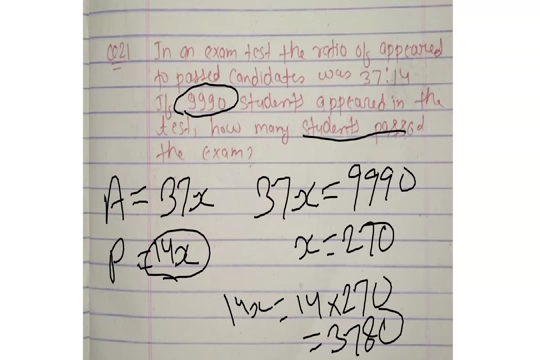 Q21 In an exam test the ratio of appeared
to passed candidates was 37:14
If 9990 students appeared in the
test, how many students passed
the exam?
A = 37x 37x = 9990
x = 270
P = 14x
14x = 14 × 270
= 3780